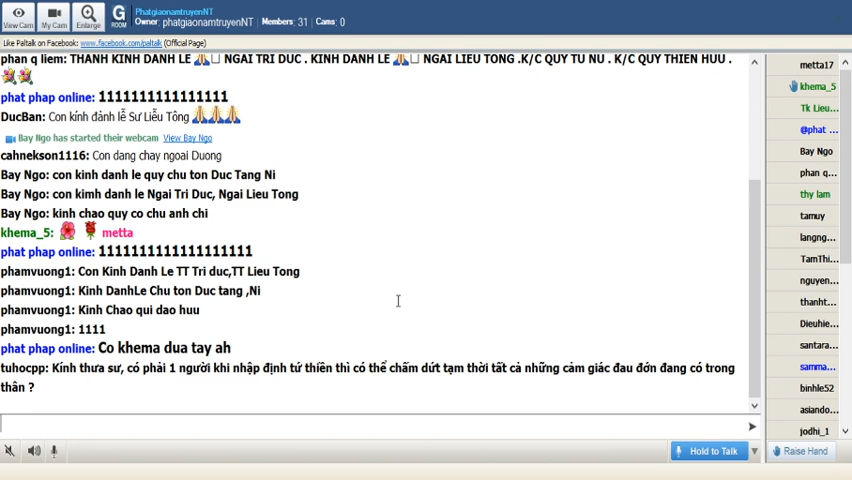 PhatgiaonamtruyenNT
Owner: phatgiaonamtruyenNT Members: 31 Cams: 0
View Cam My Cam Enlarge G ROOM
Like Paltalk on Facebook: www.facebook.com/paltalk (Official Page)
phan q liem: THANH KINH DANH LE 🙏 NGAI TRI DUC . KINH DANH LE 🙏 NGAI LIEU TONG .K/C QUY TU NU . K/C QUY THIEN HUU .
phat phap online: 1111111111111111
DucBan: Con kính đảnh lễ Sư Liễu Tông 🙏🙏🙏
Bay Ngo has started their webcam View Bay Ngo
cahnekson1116: Con dang chay ngoai Duong
Bay Ngo: con kinh danh le quy chu ton Duc Tang Ni
Bay Ngo: con kimh danh le Ngai Tri Duc, Ngai Lieu Tong
Bay Ngo: kinh chao quy co chu anh chi
khema_5: metta
phat phap online: 1111111111111111111
phamvuong1: Con Kinh Danh Le TT Tri duc,TT Lieu Tong
phamvuong1: Kinh DanhLe Chu ton Duc tang ,Ni
phamvuong1: Kinh Chao qui dao huu
phamvuong1: 1111
phat phap online: Co khema dua tay ah
tuhocpp: Kính thưa sư, có phải 1 người khi nhập định tứ thiền thì có thể chấm dứt tạm thời tất cả những cảm giác đau đớn đang có trong
thân ?
Hold to Talk
metta17
khema_5
Tk Lieu...
@phat ...
Bay Ngo
phan q...
thy lam
tamuy
langng...
TamThi...
nguyen...
thanht...
Dieuhie...
santara...
samma...
binhle52
asiando...
jodhi_1
Raise Hand